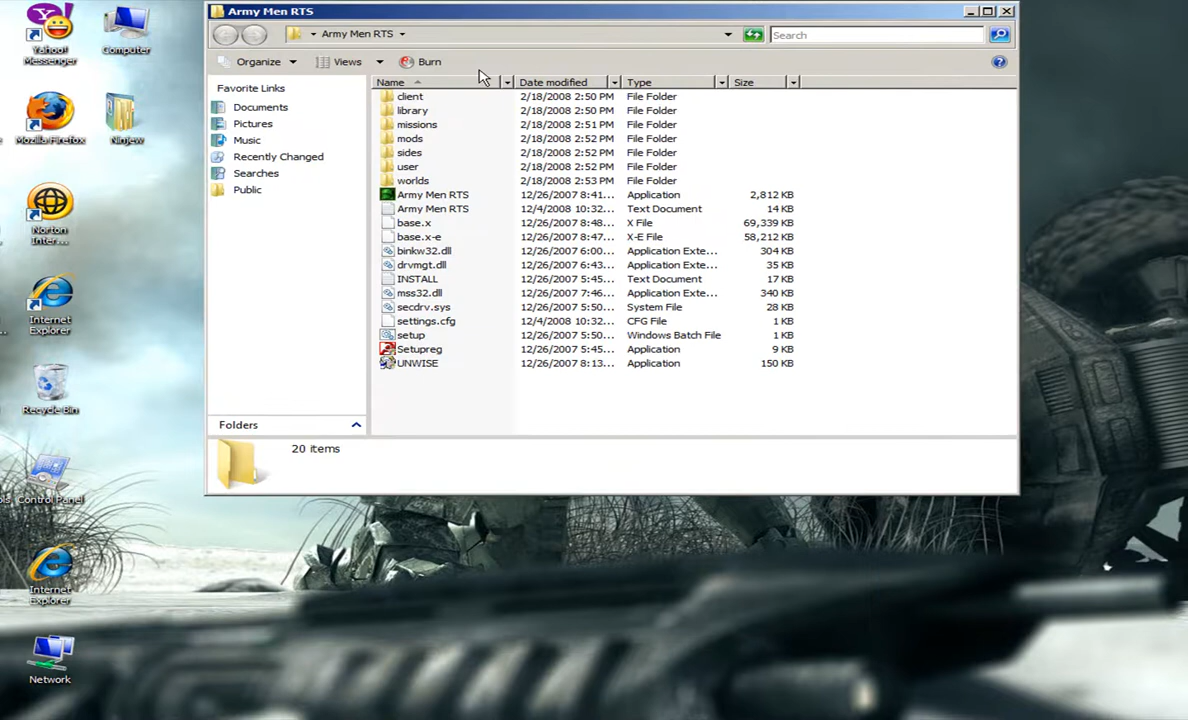 Yahoo! Messenger
Computer
Mozilla Firefox
Ninjew
Norton Inter...
Internet Explorer
Recycle Bin
Control Panel
Internet Explorer
Network
Army Men RTS
Army Men RTS
Search
Organize Views Burn
Favorite Links
Documents
Pictures
Music
Recently Changed
Searches
Public
Folders
Name Date modified Type Size
client 2/18/2008 2:50 PM File Folder
library 2/18/2008 2:50 PM File Folder
missions 2/18/2008 2:51 PM File Folder
mods 2/18/2008 2:52 PM File Folder
sides 2/18/2008 2:52 PM File Folder
user 2/18/2008 2:52 PM File Folder
worlds 2/18/2008 2:53 PM File Folder
Army Men RTS 12/26/2007 8:41... Application 2,812 KB
Army Men RTS 12/4/2008 10:32... Text Document 14 KB
base.x 12/26/2007 8:48... X File 69,339 KB
base.x-e 12/26/2007 8:47... X-E File 58,212 KB
binkw32.dll 12/26/2007 6:00... Application Exte... 304 KB
drvmgt.dll 12/26/2007 6:43... Application Exte... 35 KB
INSTALL 12/26/2007 5:45... Text Document 17 KB
mss32.dll 12/26/2007 7:46... Application Exte... 340 KB
secdrv.sys 12/26/2007 5:50... System File 28 KB
settings.cfg 12/4/2008 10:32... CFG File 1 KB
setup 12/26/2007 5:50... Windows Batch File 1 KB
Setupreg 12/26/2007 5:45... Application 9 KB
UNWISE 12/26/2007 8:13... Application 150 KB
20 items